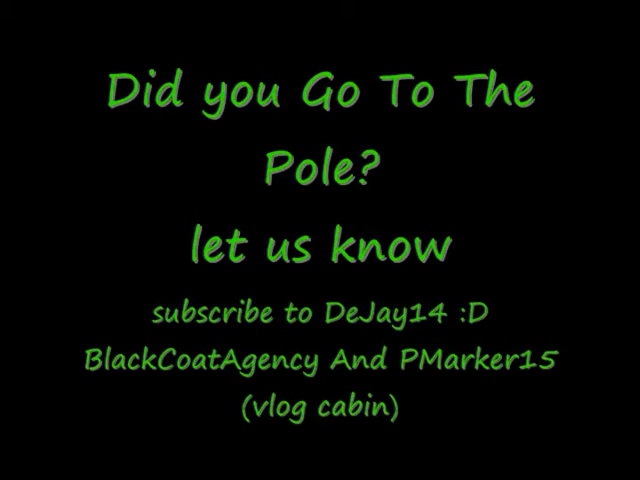 Did you Go To The
Pole?
let us know
subscribe to DeJay14 :D
BlackCoatAgency And PMarker15
(vlog cabin)